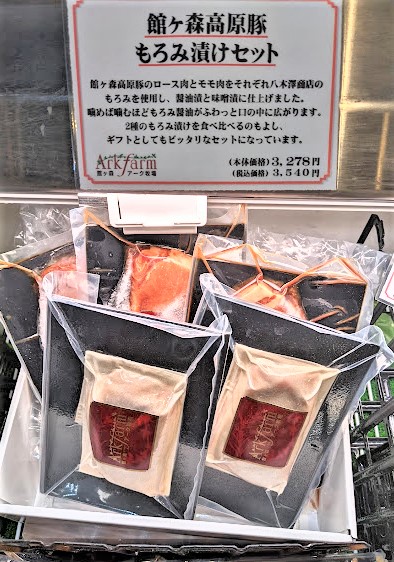 館ヶ森高原豚
もろみ漬けセット
館ヶ森高原豚のロース肉とモモ肉をそれぞれ八木澤商店の
もろみを使用し、醤油漬と味噌漬に仕上げました。
噛めば噛むほどもろみ醤油がふわっと口の中に広がります。
2種のもろみ漬けを食べ比べるのもよし、
ギフトとしてもピッタリなセットになっています。
(本体価格)3,278円
(税込価格)3,540円
Arkfarm
館ヶ森 アーク牧場
Arkfarm
Arkfarm